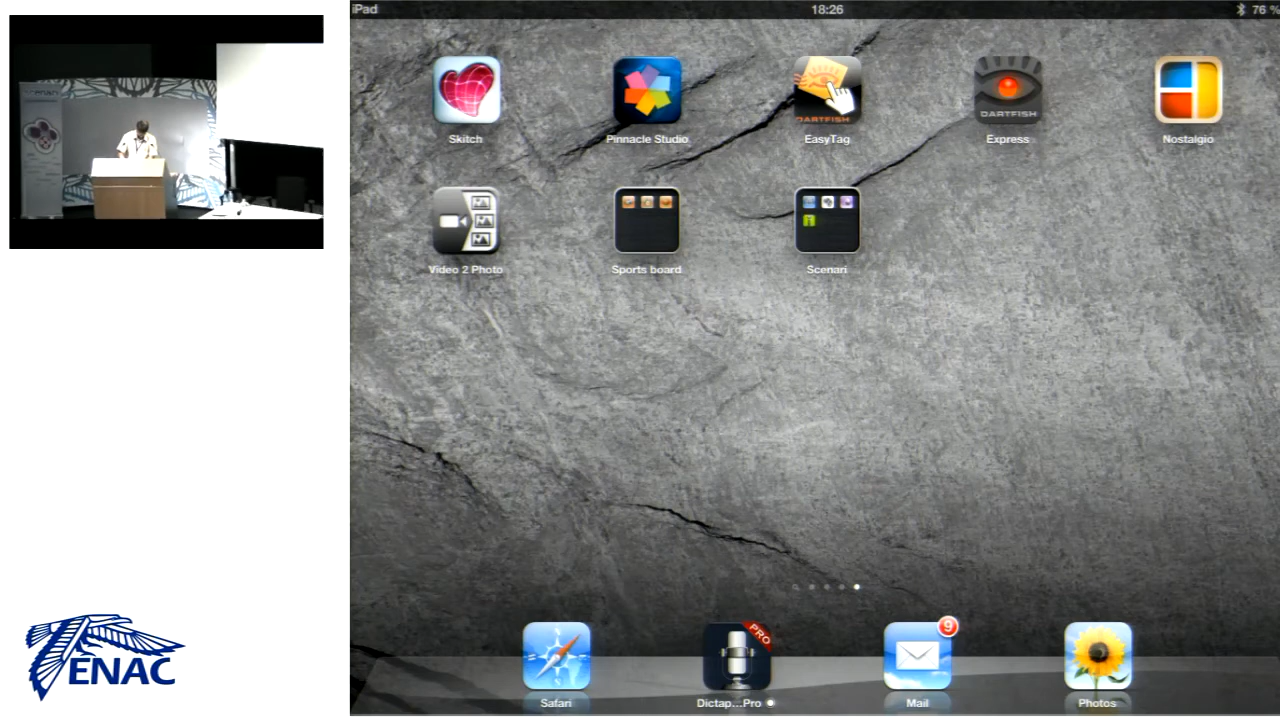 iPad 18:26 76 %
Skitch Pinnacle Studio EasyTag Express Nostalgio
DARTFISH DARTFISH
Video 2 Photo Sports board Scenari
PRO 9
Safari Dictap...Pro Mail Photos
ENAC